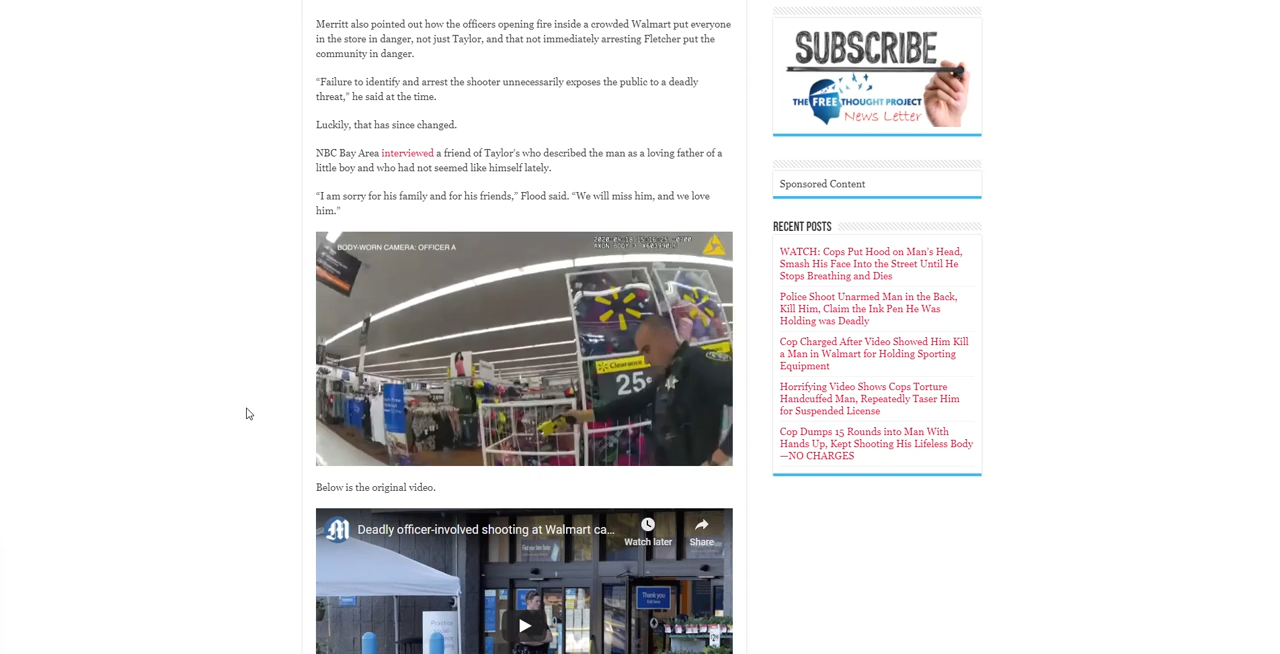 Merritt also pointed out how the officers opening fire inside a crowded Walmart put everyone
in the store in danger, not just Taylor, and that not immediately arresting Fletcher put the
community in danger.
“Failure to identify and arrest the shooter unnecessarily exposes the public to a deadly
threat,” he said at the time.
Luckily, that has since changed.
NBC Bay Area interviewed a friend of Taylor’s who described the man as a loving father of a
little boy and who had not seemed like himself lately.
“I am sorry for his family and for his friends,” Flood said. “We will miss him, and we love
him.”
BODY-WORN CAMERA: OFFICER A
Clearance
25¢
Below is the original video.
Deadly officer-involved shooting at Walmart ca...
Watch later
Share
Thank you
Practice
SUBSCRIBE
THE FREE THOUGHT PROJECT
News Letter
Sponsored Content
RECENT POSTS
WATCH: Cops Put Hood on Man’s Head,
Smash His Face Into the Street Until He
Stops Breathing and Dies
Police Shoot Unarmed Man in the Back,
Kill Him, Claim the Ink Pen He Was
Holding was Deadly
Cop Charged After Video Showed Him Kill
a Man in Walmart for Holding Sporting
Equipment
Horrifying Video Shows Cops Torture
Handcuffed Man, Repeatedly Taser Him
for Suspended License
Cop Dumps 15 Rounds into Man With
Hands Up, Kept Shooting His Lifeless Body
—NO CHARGES